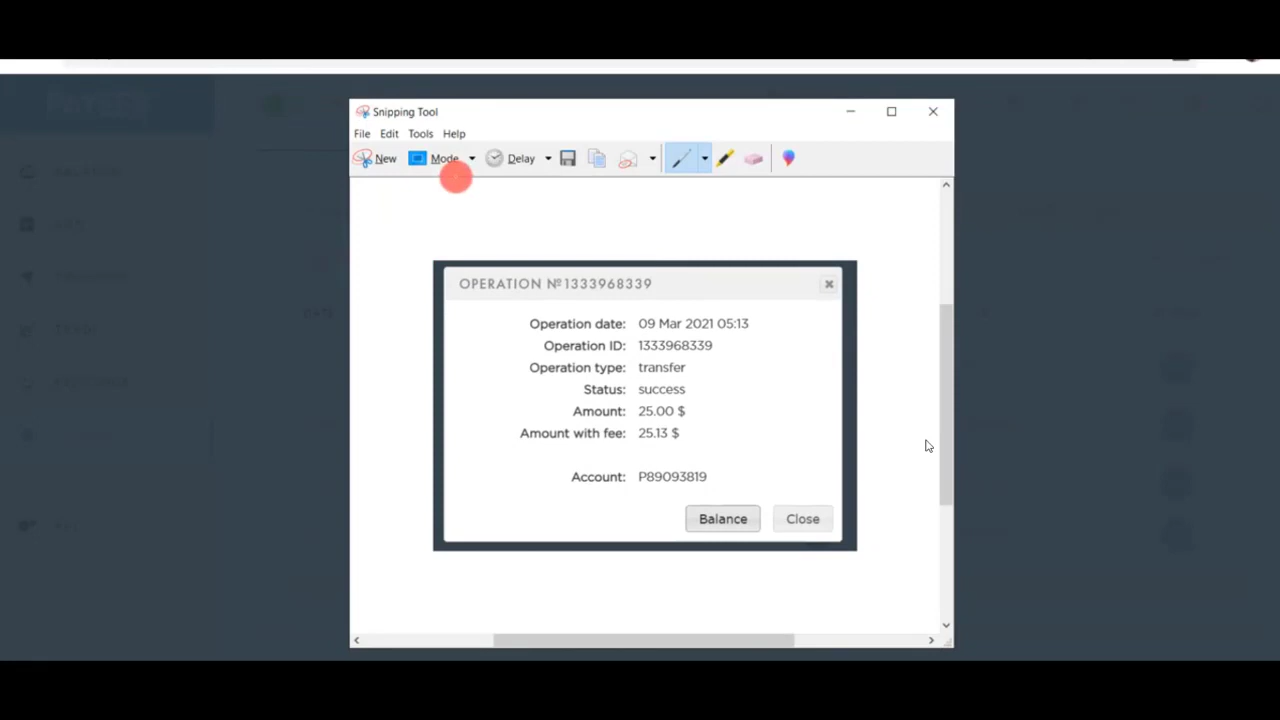 Snipping Tool
File Edit Tools Help
New Mode Delay
OPERATION №1333968339
Operation date: 09 Mar 2021 05:13
Operation ID: 1333968339
Operation type: transfer
Status: success
Amount: 25.00 $
Amount with fee: 25.13 $
Account: P89093819
Balance Close